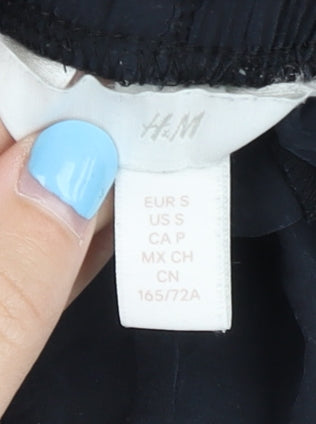 H&M
EUR S
US S
CA P
MX CH
CN
165/72A